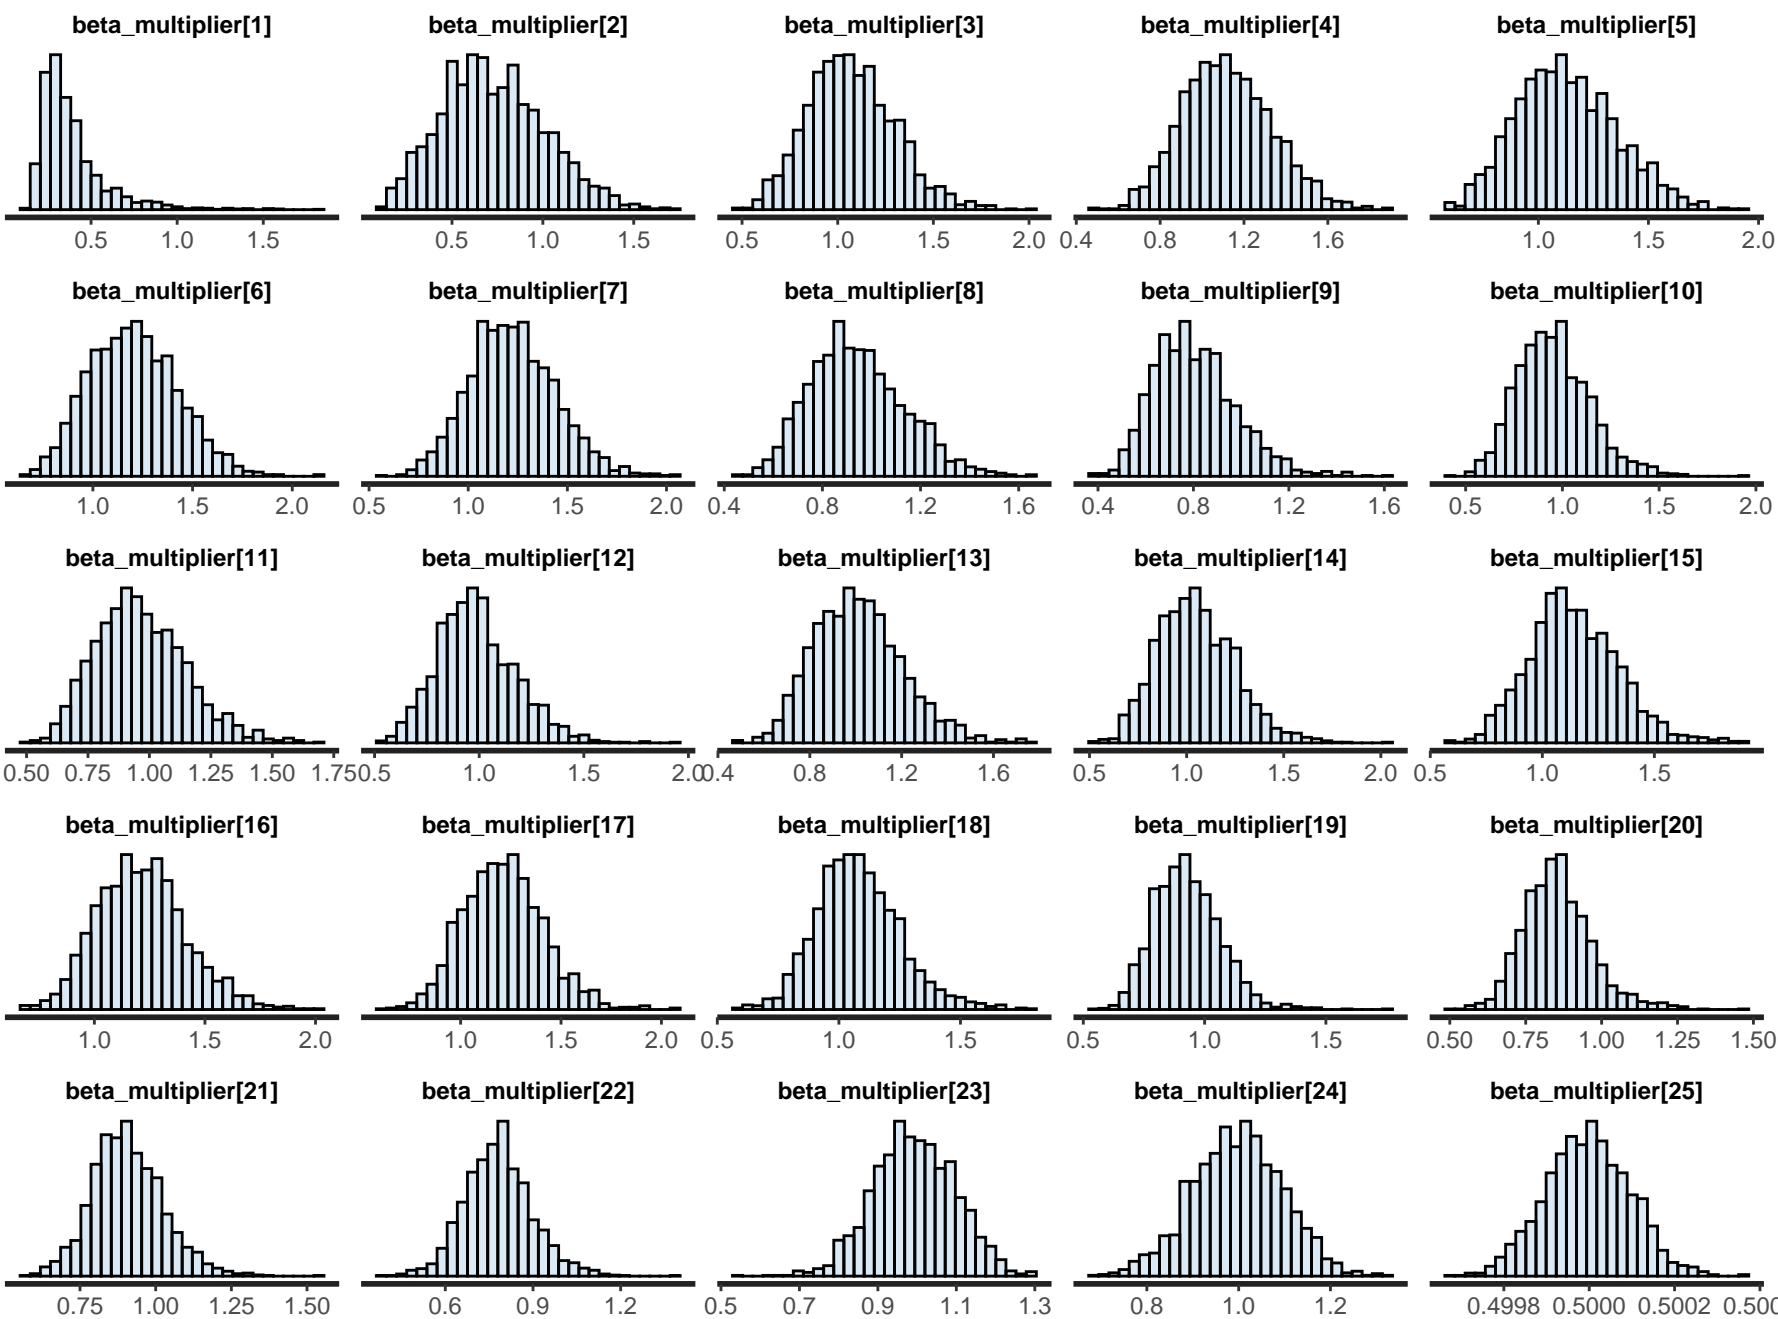 beta_multiplier[1] beta_multiplier[2] beta_multiplier[3] beta_multiplier[4] beta_multiplier[5]
0.5 1.0 1.5 0.5 1.0 1.5 0.5 1.0 1.5 2.0 0.4 0.8 1.2 1.6 1.0 1.5 2.0
beta_multiplier[6] beta_multiplier[7] beta_multiplier[8] beta_multiplier[9] beta_multiplier[10]
1.0 1.5 2.0 0.5 1.0 1.5 2.0 0.4 0.8 1.2 1.6 0.4 0.8 1.2 1.6 0.5 1.0 1.5 2.0
beta_multiplier[11] beta_multiplier[12] beta_multiplier[13] beta_multiplier[14] beta_multiplier[15]
0.50 0.75 1.00 1.25 1.50 1.75 0.5 1.0 1.5 2.0 0.4 0.8 1.2 1.6 0.5 1.0 1.5 2.0 0.5 1.0 1.5
beta_multiplier[16] beta_multiplier[17] beta_multiplier[18] beta_multiplier[19] beta_multiplier[20]
1.0 1.5 2.0 1.0 1.5 2.0 0.5 1.0 1.5 0.5 1.0 1.5 0.50 0.75 1.00 1.25 1.50
beta_multiplier[21] beta_multiplier[22] beta_multiplier[23] beta_multiplier[24] beta_multiplier[25]
0.75 1.00 1.25 1.50 0.6 0.9 1.2 0.5 0.7 0.9 1.1 1.3 0.8 1.0 1.2 0.4998 0.5000 0.5002